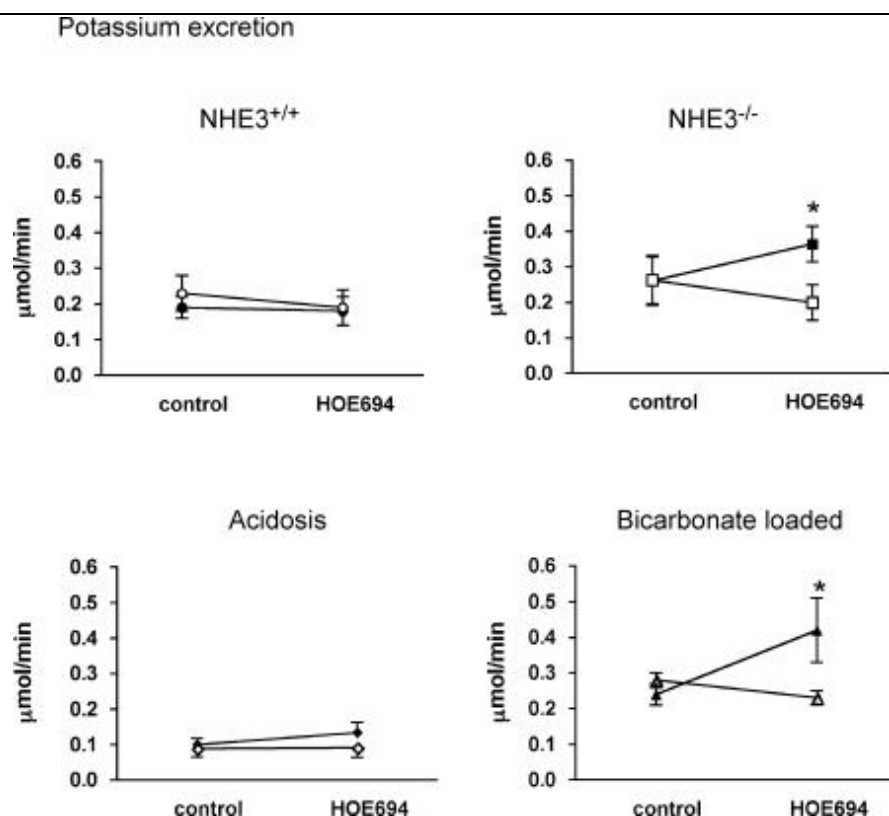 Potassium excretion
NHE3+/+
0.6
0.5
0.4
0.3
0.2
0.1
0.0
μmol/min
control HOE694
NHE3-/-
0.6
0.5
0.4
0.3
0.2
0.1
0.0
μmol/min
*
control HOE694
Acidosis
0.6
0.5
0.4
0.3
0.2
0.1
0.0
μmol/min
control HOE694
Bicarbonate loaded
0.6
0.5
0.4
0.3
0.2
0.1
0.0
μmol/min
*
control HOE694